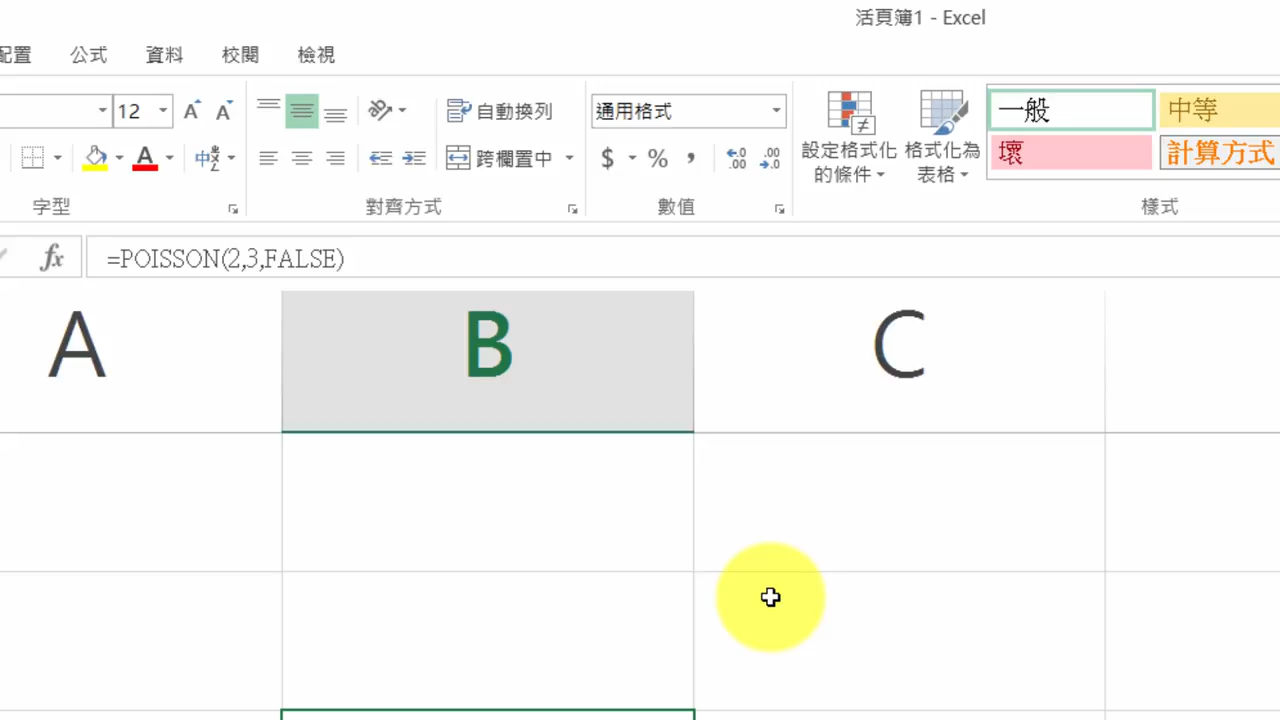 活頁簿1 - Excel
配置 公式 資料 校閱 檢視
12 A A 自動換列 通用格式 設定格式化的條件 格式化為表格 一般 中等
A 中 跨欄置中 $ % , .00 .0 壞 計算方式
字型 對齊方式 數值 樣式
fx =POISSON(2,3,FALSE)
A B C